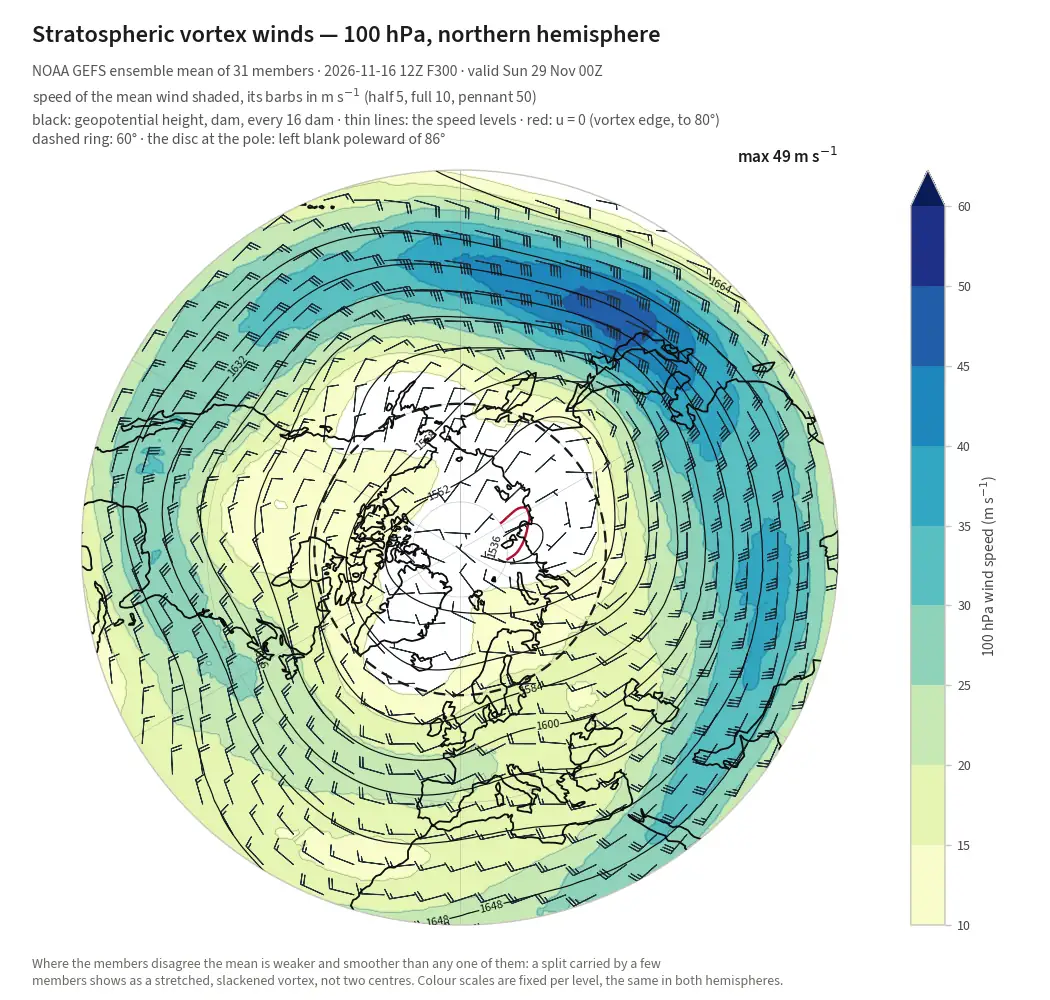 Stratospheric vortex winds — 100 hPa, northern hemisphere
NOAA GEFS ensemble mean of 31 members · 2026-11-16 12Z F300 · valid Sun 29 Nov 00Z
speed of the mean wind shaded, its barbs in m s⁻¹ (half 5, full 10, pennant 50)
black: geopotential height, dam, every 16 dam · thin lines: the speed levels · red: u = 0 (vortex edge, to 80°)
dashed ring: 60° · the disc at the pole: left blank poleward of 86°
max 49 m s⁻¹
60
50
45
40
35
30
25
20
15
10
100 hPa wind speed (m s⁻¹)
1664
1632
1552
1536
1600
1648
1648
Where the members disagree the mean is weaker and smoother than any one of them: a split carried by a few
members shows as a stretched, slackened vortex, not two centres. Colour scales are fixed per level, the same in both hemispheres.